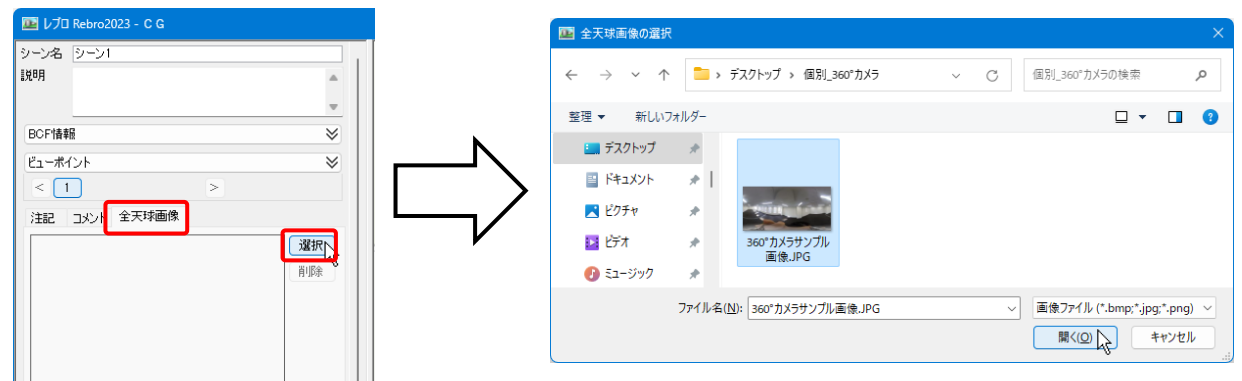 レブロ Rebro2023 - ＣＧ
シーン名 シーン1
説明
BCF情報
ビューポイント
< 1 >
注記 コメント 全天球画像
選択
削除
全天球画像の選択
デスクトップ › 個別_360°カメラ
個別_360°カメラの検索
整理 新しいフォルダー
デスクトップ
ドキュメント
ピクチャ
ビデオ
ミュージック
360°カメラサンプル
画像.JPG
ファイル名(N): 360°カメラサンプル画像.JPG
画像ファイル (*.bmp;*.jpg;*.png)
開く(O) キャンセル